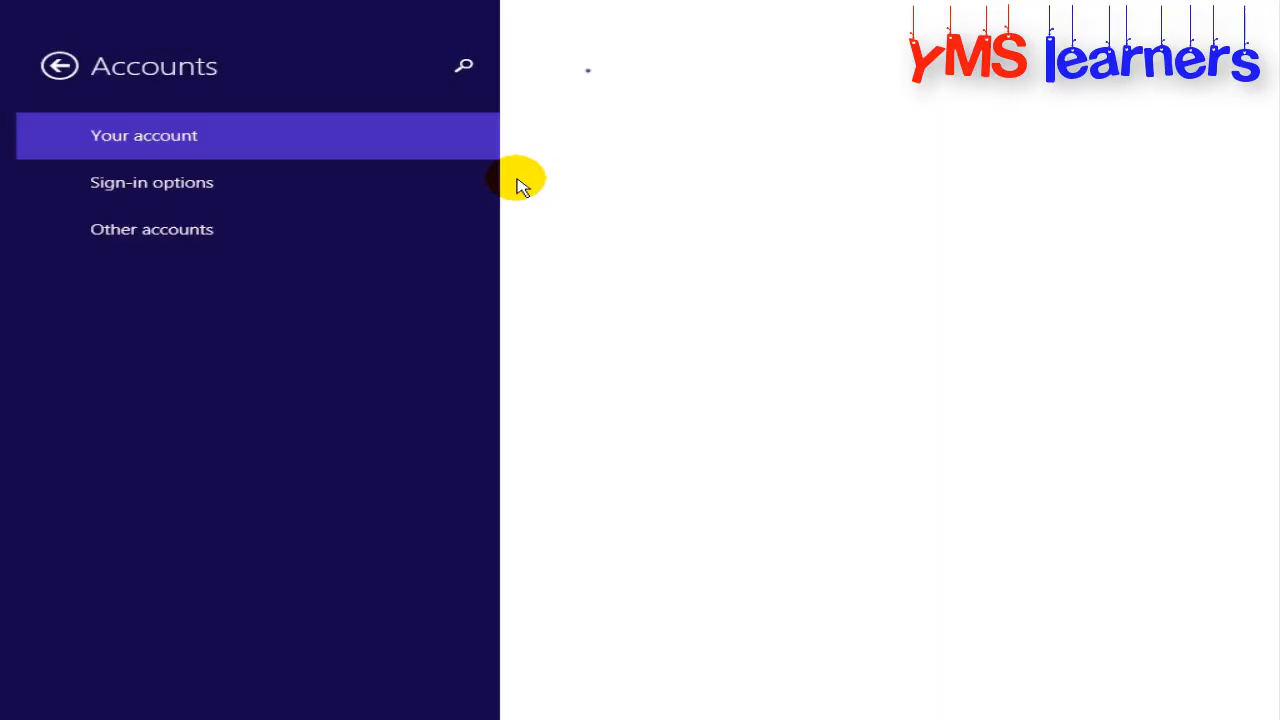 Accounts
YMS learners
Your account
Sign-in options
Other accounts